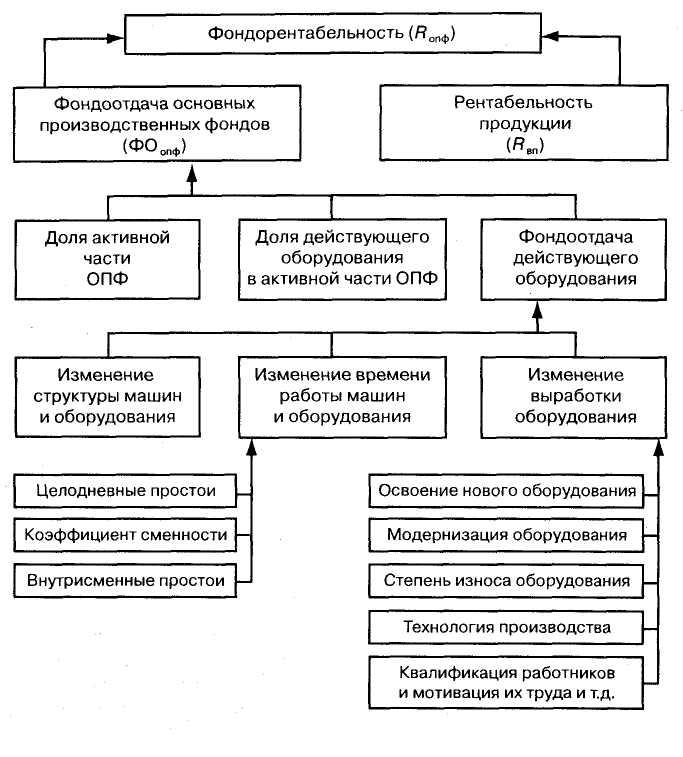 Фондорентабельность (Rопф)
Фондоотдача основных
производственных фондов
(ФОопф)
Рентабельность
продукции
(Rвп)
Доля активной
части
ОПФ
Доля действующего
оборудования
в активной части ОПФ
Фондоотдача
действующего
оборудования
Изменение
структуры машин
и оборудования
Изменение времени
работы машин
и оборудования
Изменение
выработки
оборудования
Целодневные простои
Коэффициент сменности
Внутрисменные простои
Освоение нового оборудования
Модернизация оборудования
Степень износа оборудования
Технология производства
Квалификация работников
и мотивация их труда и т.д.